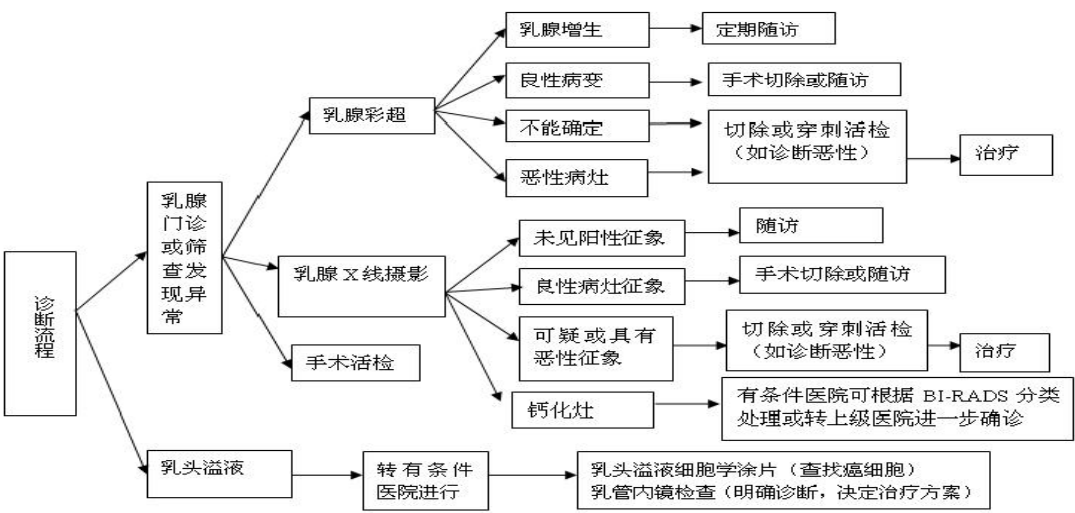 诊断流程
乳腺
门诊
或筛
查发
现异
常
乳腺彩超
乳腺增生
定期随访
良性病变
手术切除或随访
不能确定
恶性病灶
切除或穿刺活检
（如诊断恶性）
治疗
乳腺X线摄影
未见阳性征象
随访
良性病灶征象
手术切除或随访
可疑或具有
恶性征象
切除或穿刺活检
（如诊断恶性）
治疗
钙化灶
有条件医院可根据 BI-RADS 分类
处理或转上级医院进一步确诊
手术活检
乳头溢液
转有条件
医院进行
乳头溢液细胞学涂片（查找癌细胞）
乳管内镜检查（明确诊断，决定治疗方案）